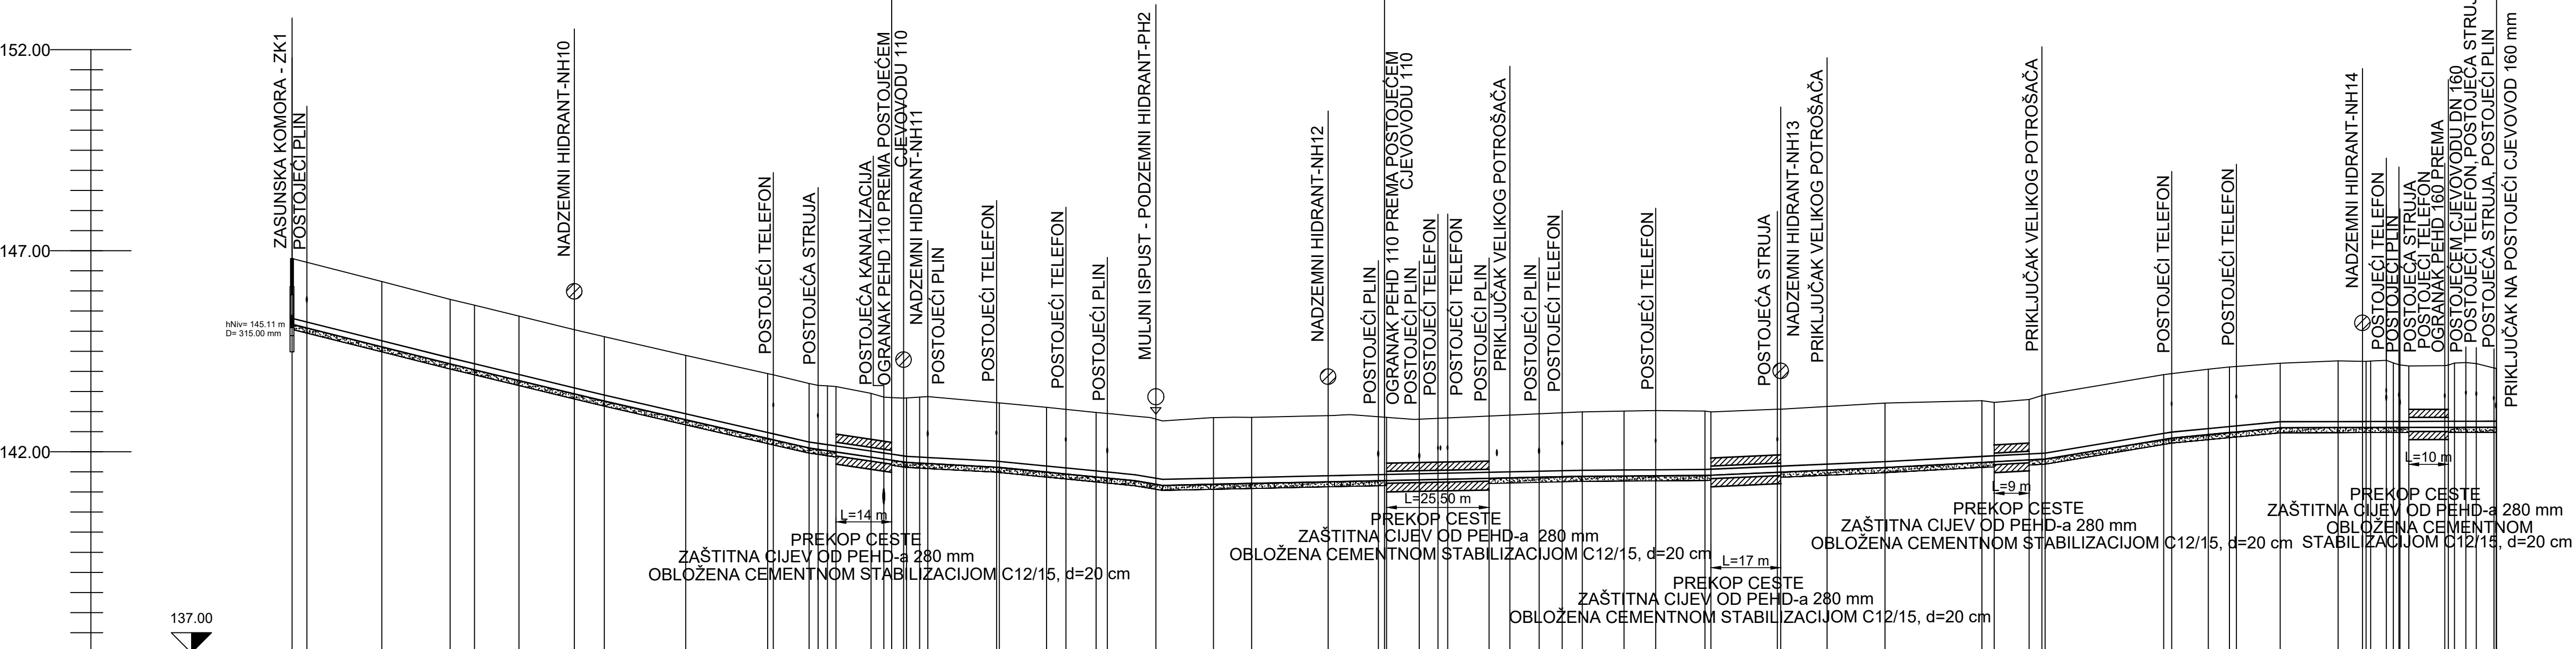 152.00
147.00
142.00
137.00
hNiv= 145.11 m
D= 315.00 mm
ZASUNSKA KOMORA - ZK1
POSTOJEĆI PLIN
NADZEMNI HIDRANT-NH10
POSTOJEĆI TELEFON
POSTOJEĆA STRUJA
POSTOJEĆA KANALIZACIJA
OGRANAK PEHD 110 PREMA POSTOJEĆEM
CJEVOVODU 110
NADZEMNI HIDRANT-NH11
POSTOJEĆI PLIN
POSTOJEĆI TELEFON
POSTOJEĆI TELEFON
POSTOJEĆI PLIN
MULJNI ISPUST - PODZEMNI HIDRANT-PH2
NADZEMNI HIDRANT-NH12
POSTOJEĆI PLIN
OGRANAK PEHD 110 PREMA POSTOJEĆEM
CJEVOVODU 110
POSTOJEĆI PLIN
POSTOJEĆI TELEFON
POSTOJEĆI TELEFON
POSTOJEĆI PLIN
PRIKLJUČAK VELIKOG POTROŠAČA
POSTOJEĆI PLIN
POSTOJEĆI TELEFON
POSTOJEĆI TELEFON
POSTOJEĆA STRUJA
NADZEMNI HIDRANT-NH13
PRIKLJUČAK VELIKOG POTROŠAČA
PRIKLJUČAK VELIKOG POTROŠAČA
POSTOJEĆI TELEFON
POSTOJEĆI TELEFON
NADZEMNI HIDRANT-NH14
POSTOJEĆI TELEFON
POSTOJEĆI PLIN
POSTOJEĆA STRUJA
POSTOJEĆI TELEFON
OGRANAK PEHD 160 PREMA
POSTOJEĆEM CJEVOVODU DN 160
POSTOJEĆI TELEFON, POSTOJEĆA STRUJ
POSTOJEĆA STRUJA, POSTOJEĆI PLIN
PRIKLJUČAK NA POSTOJEĆI CJEVOVOD 160 mm
L=14 m
PREKOP CESTE
ZAŠTITNA CIJEV OD PEHD-a 280 mm
OBLOŽENA CEMENTNOM STABILIZACIJOM C12/15, d=20 cm
L=25.50 m
PREKOP CESTE
ZAŠTITNA CIJEV OD PEHD-a 280 mm
OBLOŽENA CEMENTNOM STABILIZACIJOM C12/15, d=20 cm
L=17 m
PREKOP CESTE
ZAŠTITNA CIJEV OD PEHD-a 280 mm
OBLOŽENA CEMENTNOM STABILIZACIJOM C12/15, d=20 cm
L=9 m
PREKOP CESTE
ZAŠTITNA CIJEV OD PEHD-a 280 mm
OBLOŽENA CEMENTNOM STABILIZACIJOM C12/15, d=20 cm
L=10 m
PREKOP CESTE
ZAŠTITNA CIJEV OD PEHD-a 280 mm
OBLOŽENA CEMENTNOM
STABILIZACIJOM C12/15, d=20 cm